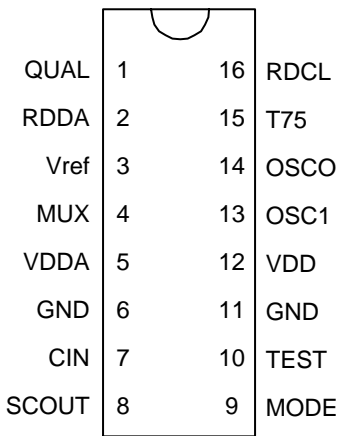 QUAL 1 16 RDCL
RDDA 2 15 T75
Vref 3 14 OSCO
MUX 4 13 OSC1
VDDA 5 12 VDD
GND 6 11 GND
CIN 7 10 TEST
SCOUT 8 9 MODE